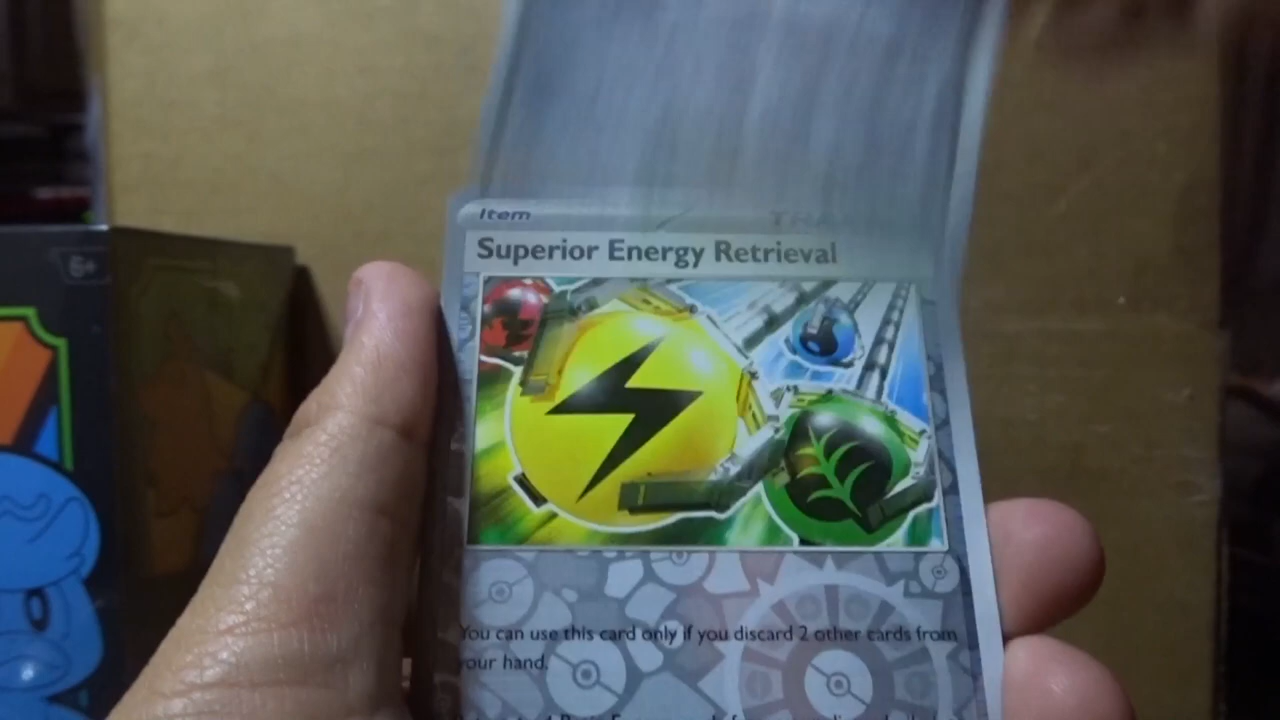 6+
Item
Superior Energy Retrieval
You can use this card only if you discard 2 other cards from
your hand.